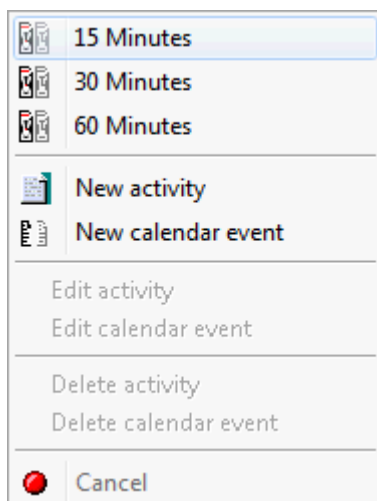 15 Minutes
30 Minutes
60 Minutes
New activity
New calendar event
Edit activity
Edit calendar event
Delete activity
Delete calendar event
Cancel